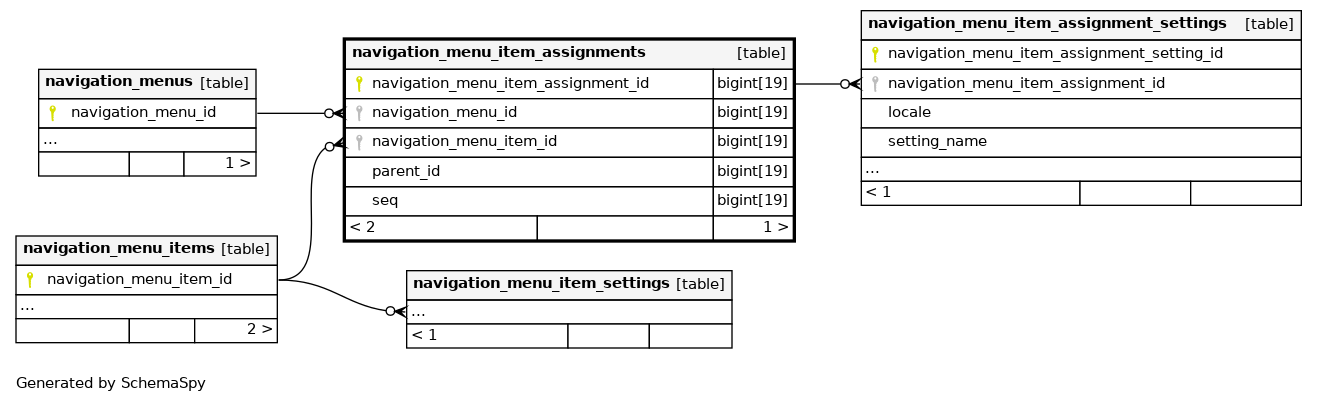 navigation_menus [table]
navigation_menu_id
...
1 >
navigation_menu_items [table]
navigation_menu_item_id
...
2 >
navigation_menu_item_assignments [table]
navigation_menu_item_assignment_id bigint[19]
navigation_menu_id bigint[19]
navigation_menu_item_id bigint[19]
parent_id bigint[19]
seq bigint[19]
< 2 1 >
navigation_menu_item_settings [table]
...
< 1
navigation_menu_item_assignment_settings [table]
navigation_menu_item_assignment_setting_id
navigation_menu_item_assignment_id
locale
setting_name
...
< 1
Generated by SchemaSpy